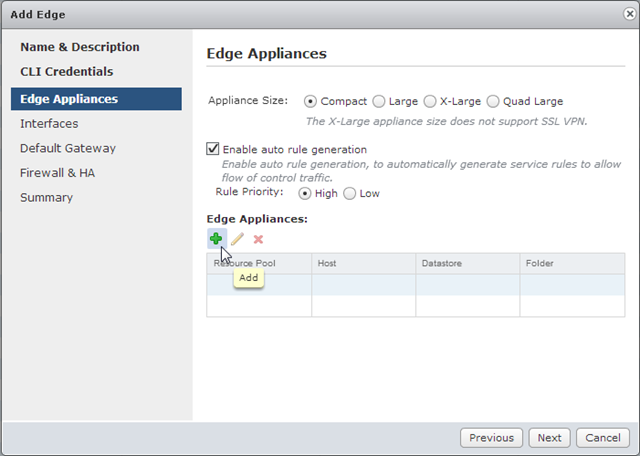 Add Edge
Name & Description
CLI Credentials
Edge Appliances
Interfaces
Default Gateway
Firewall & HA
Summary
Edge Appliances
Appliance Size: Compact Large X-Large Quad Large
The X-Large appliance size does not support SSL VPN.
Enable auto rule generation
Enable auto rule generation, to automatically generate service rules to allow
flow of control traffic.
Rule Priority: High Low
Edge Appliances:
Resource Pool Host Datastore Folder
Add
Previous Next Cancel